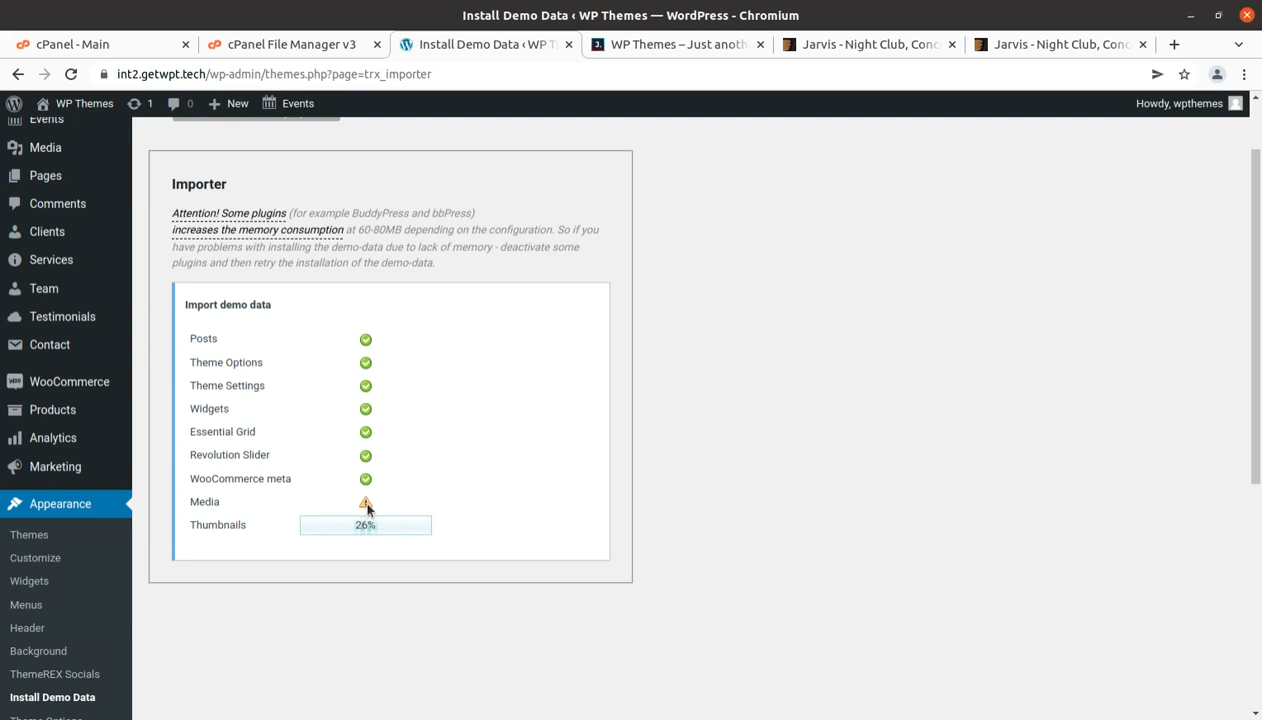 Install Demo Data ‹ WP Themes — WordPress - Chromium
cPanel - Main
cPanel File Manager v3
Install Demo Data ‹ WP T
WP Themes – Just anoth
Jarvis - Night Club, Conc
Jarvis - Night Club, Conc
int2.getwpt.tech/wp-admin/themes.php?page=trx_importer
WP Themes
1
0
New
Events
Howdy, wpthemes
Events
Media
Pages
Comments
Clients
Services
Team
Testimonials
Contact
WooCommerce
Products
Analytics
Marketing
Appearance
Themes
Customize
Widgets
Menus
Header
Background
ThemeREX Socials
Install Demo Data
Theme Options
Importer
Attention! Some plugins (for example BuddyPress and bbPress)
increases the memory consumption at 60-80MB depending on the configuration. So if you
have problems with installing the demo-data due to lack of memory - deactivate some
plugins and then retry the installation of the demo-data.
Import demo data
Posts
Theme Options
Theme Settings
Widgets
Essential Grid
Revolution Slider
WooCommerce meta
Media
Thumbnails 26%